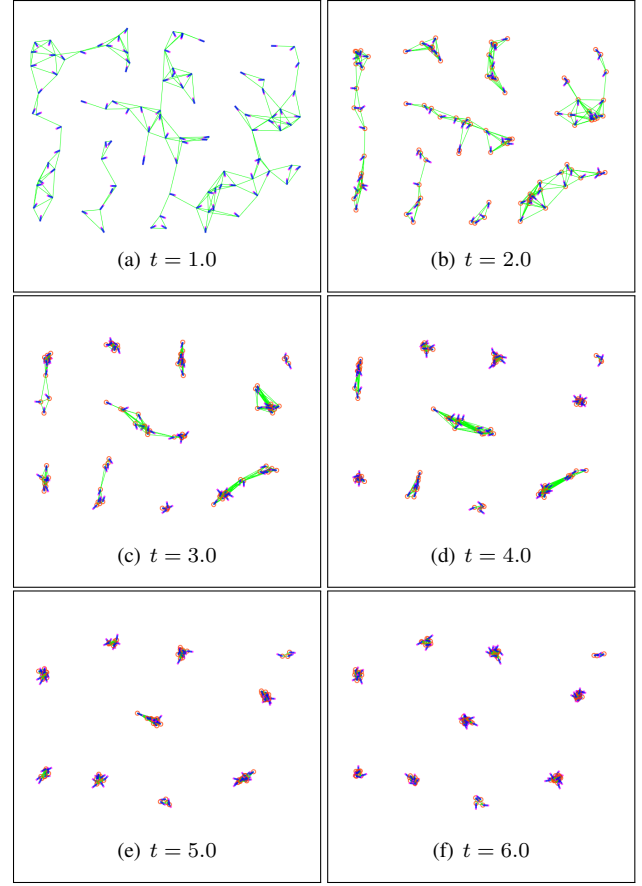 (a) t = 1.0
(b) t = 2.0
(c) t = 3.0
(d) t = 4.0
(e) t = 5.0
(f) t = 6.0